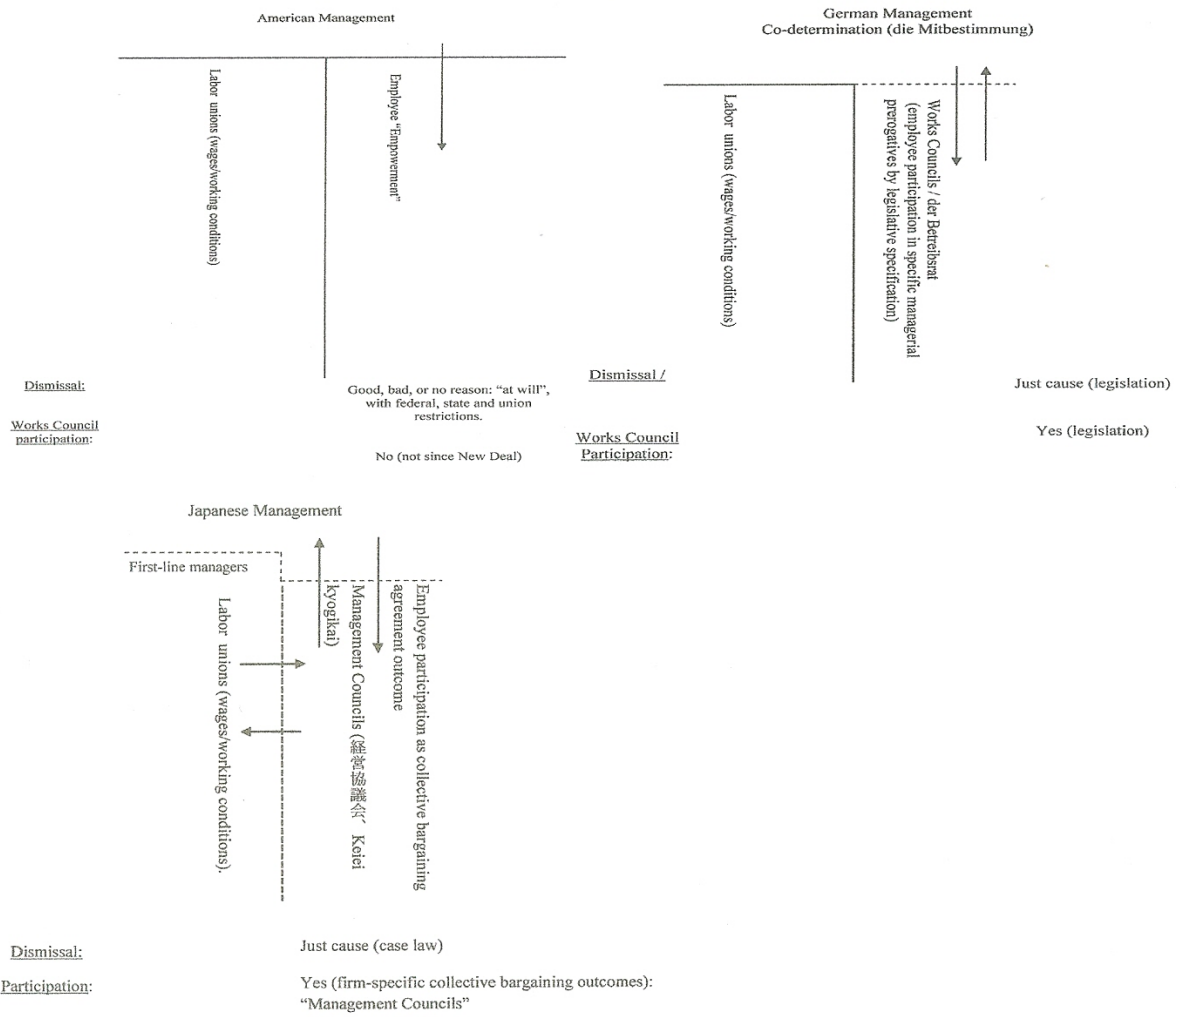 American Management
Labor unions (wages/working conditions)
Employee “Empowerment”
Dismissal:
Good, bad, or no reason: “at will”,
with federal, state and union
restrictions.
Works Council
participation:
No (not since New Deal)
German Management
Co-determination (die Mitbestimmung)
Labor unions (wages/working conditions)
Works Councils / der Betreibsrat
(employee participation in specific managerial
prerogatives by legislative specification)
Dismissal /
Just cause (legislation)
Works Council
Participation:
Yes (legislation)
Japanese Management
First-line managers
Labor unions (wages/working conditions).
Employee participation as collective bargaining
agreement outcome
Management Councils (経営協議会、 Keiei
kyogikai)
Dismissal:
Just cause (case law)
Participation:
Yes (firm-specific collective bargaining outcomes):
“Management Councils”